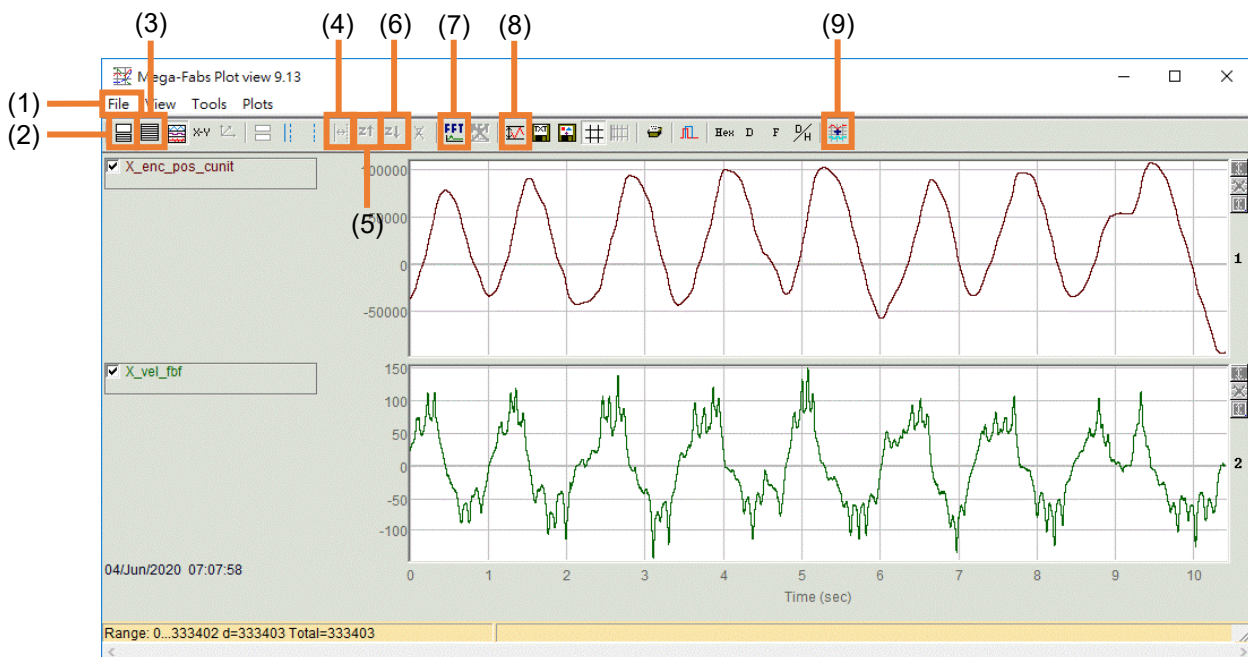 (3) (4) (6) (7) (8) (9)
Mega-Fabs Plot view 9.13
(1)
File View Tools Plots
(2)
X-Y Z↑ Z↓ X FFT TXT Hex D F D/H
X_enc_pos_cunit
100000
50000
(5)
0
1
-50000
X_vel_fbf
150
100
50
0
2
-50
-100
04/Jun/2020 07:07:58
0 1 2 3 4 5 6 7 8 9 10
Time (sec)
Range: 0...333402 d=333403 Total=333403